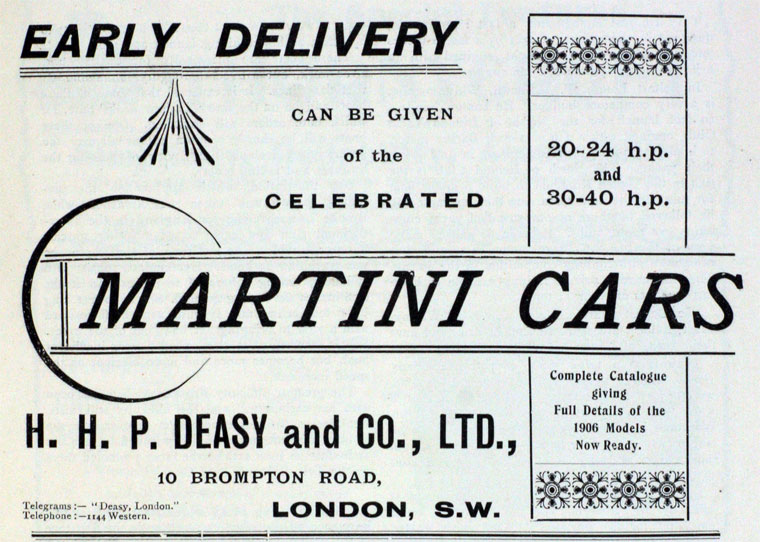 EARLY DELIVERY
CAN BE GIVEN
of the
CELEBRATED
20-24 h.p.
and
30-40 h.p.
MARTINI CARS
Complete Catalogue
giving
Full Details of the
1906 Models
Now Ready.
H. H. P. DEASY and CO., LTD.,
10 BROMPTON ROAD,
LONDON, S.W.
Telegrams:— "Deasy, London."
Telephone:—1144 Western.